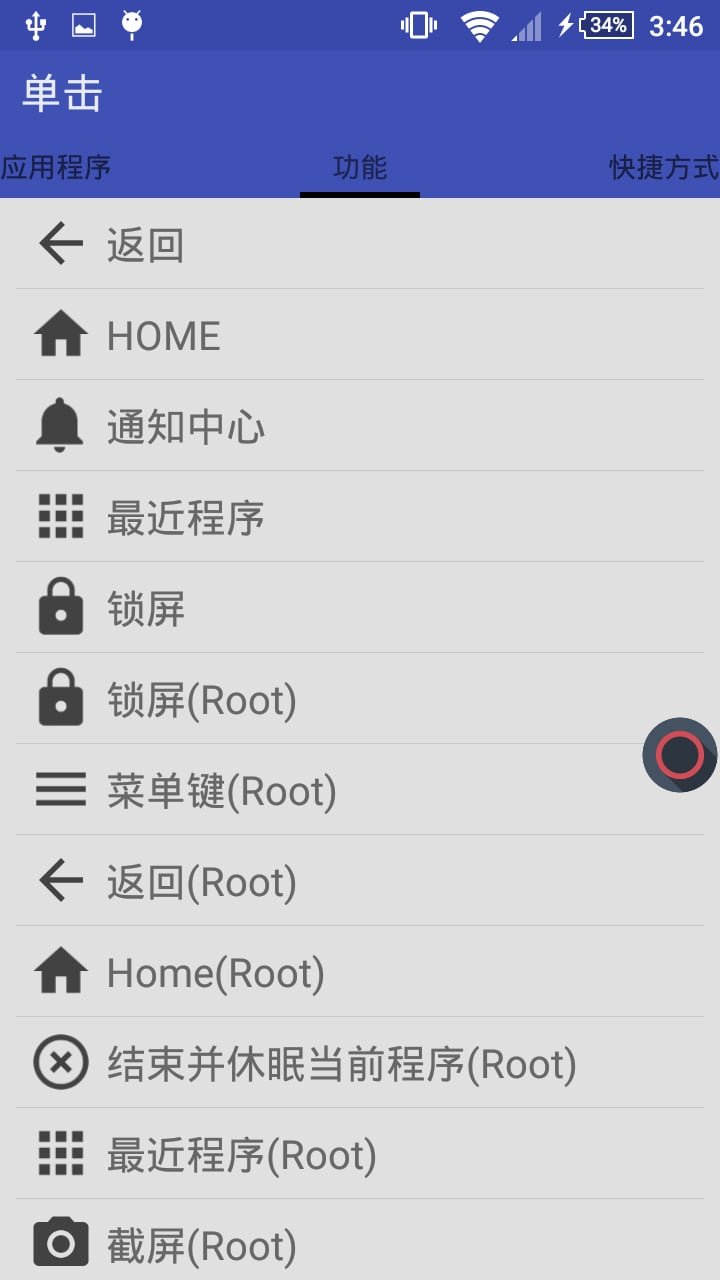 34% 3:46
单击
应用程序 功能 快捷方式
返回
HOME
通知中心
最近程序
锁屏
锁屏(Root)
菜单键(Root)
返回(Root)
Home(Root)
结束并休眠当前程序(Root)
最近程序(Root)
截屏(Root)